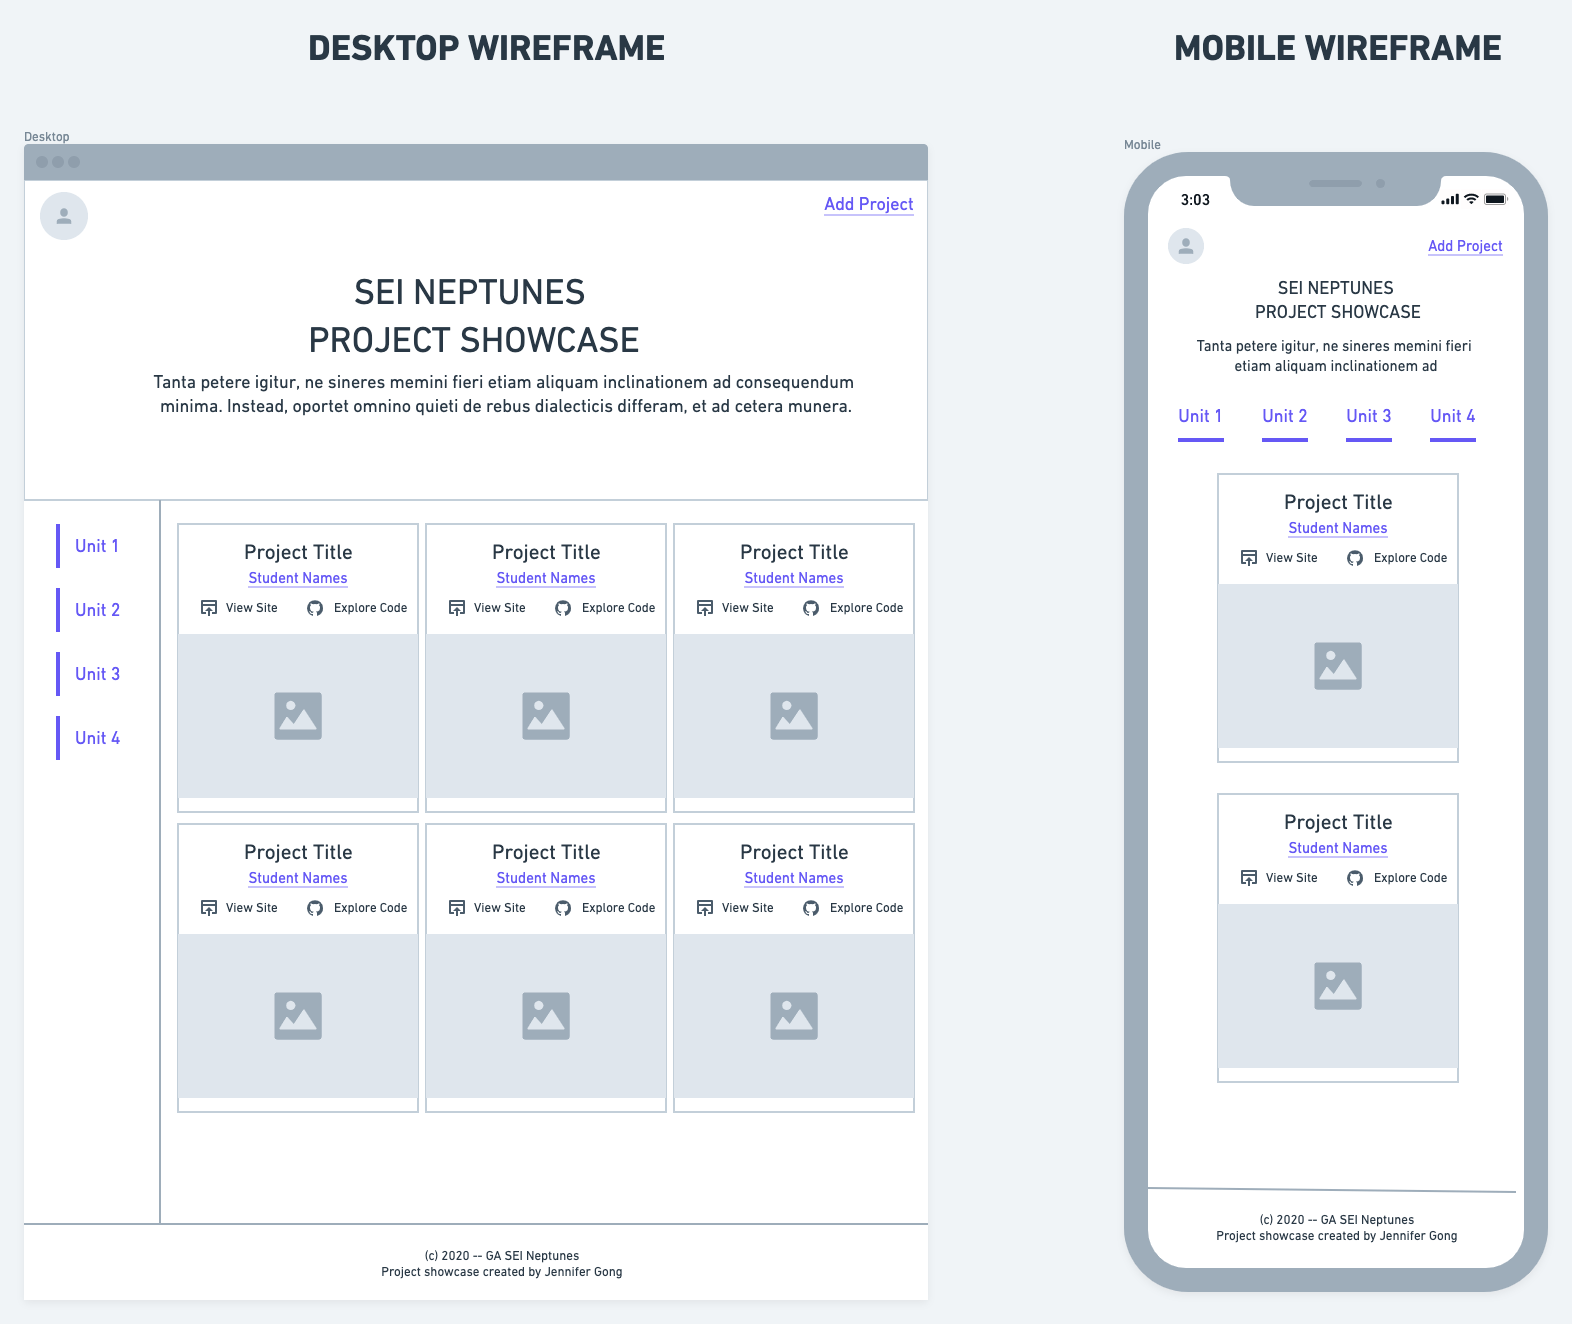 DESKTOP WIREFRAME
Desktop
Add Project
SEI NEPTUNES
PROJECT SHOWCASE
Tanta petere igitur, ne sineres memini fieri etiam aliquam inclinationem ad consequendum
minima. Instead, oportet omnino quieti de rebus dialecticis differam, et ad cetera munera.
Unit 1
Unit 2
Unit 3
Unit 4
Project Title
Student Names
View Site Explore Code
Project Title
Student Names
View Site Explore Code
Project Title
Student Names
View Site Explore Code
Project Title
Student Names
View Site Explore Code
Project Title
Student Names
View Site Explore Code
Project Title
Student Names
View Site Explore Code
(c) 2020 -- GA SEI Neptunes
Project showcase created by Jennifer Gong
MOBILE WIREFRAME
Mobile
3:03
Add Project
SEI NEPTUNES
PROJECT SHOWCASE
Tanta petere igitur, ne sineres memini fieri
etiam aliquam inclinationem ad
Unit 1 Unit 2 Unit 3 Unit 4
Project Title
Student Names
View Site Explore Code
Project Title
Student Names
View Site Explore Code
(c) 2020 -- GA SEI Neptunes
Project showcase created by Jennifer Gong